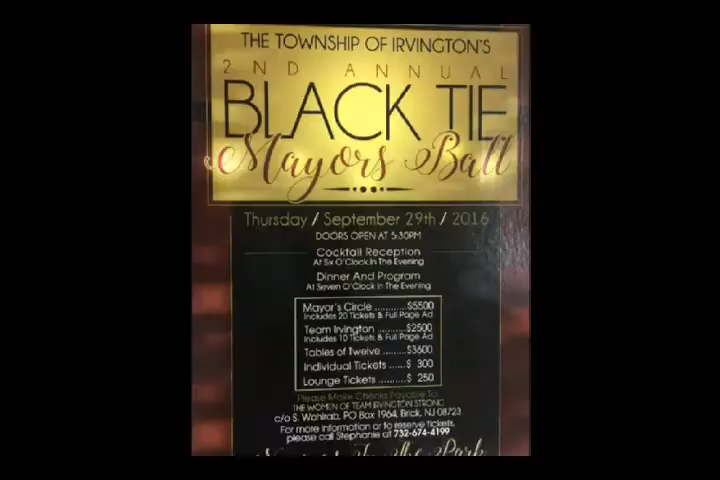 THE TOWNSHIP OF IRVINGTON'S
2ND ANNUAL
BLACK TIE
Mayors Ball
Thursday / September 29th / 2016
DOORS OPEN AT 5:30PM
Cocktail Reception
At Six O'Clock In The Evening
Dinner And Program
At Seven O'Clock In The Evening
Mayor's Circle ...........$5500
Includes 20 Tickets & Full Page Ad
Team Irvington ...........$2500
Includes 10 Tickets & Full Page Ad
Tables of Twelve ........$3600
Individual Tickets ......$ 300
Lounge Tickets ........$ 250
Please Make Checks Payable To:
THE WOMEN OF TEAM IRVINGTON STRONG
c/o S. Wohlrab, PO Box 1964, Brick, NJ 08723
For more information or to reserve tickets,
please call Stephanie at 732-674-4199
Park